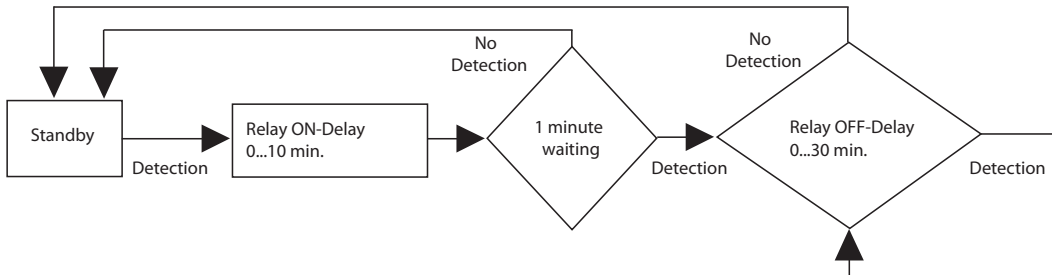 No
Detection
No
Detection
Standby
Relay ON-Delay
0...10 min.
1 minute
waiting
Relay OFF-Delay
0...30 min.
Detection
Detection
Detection